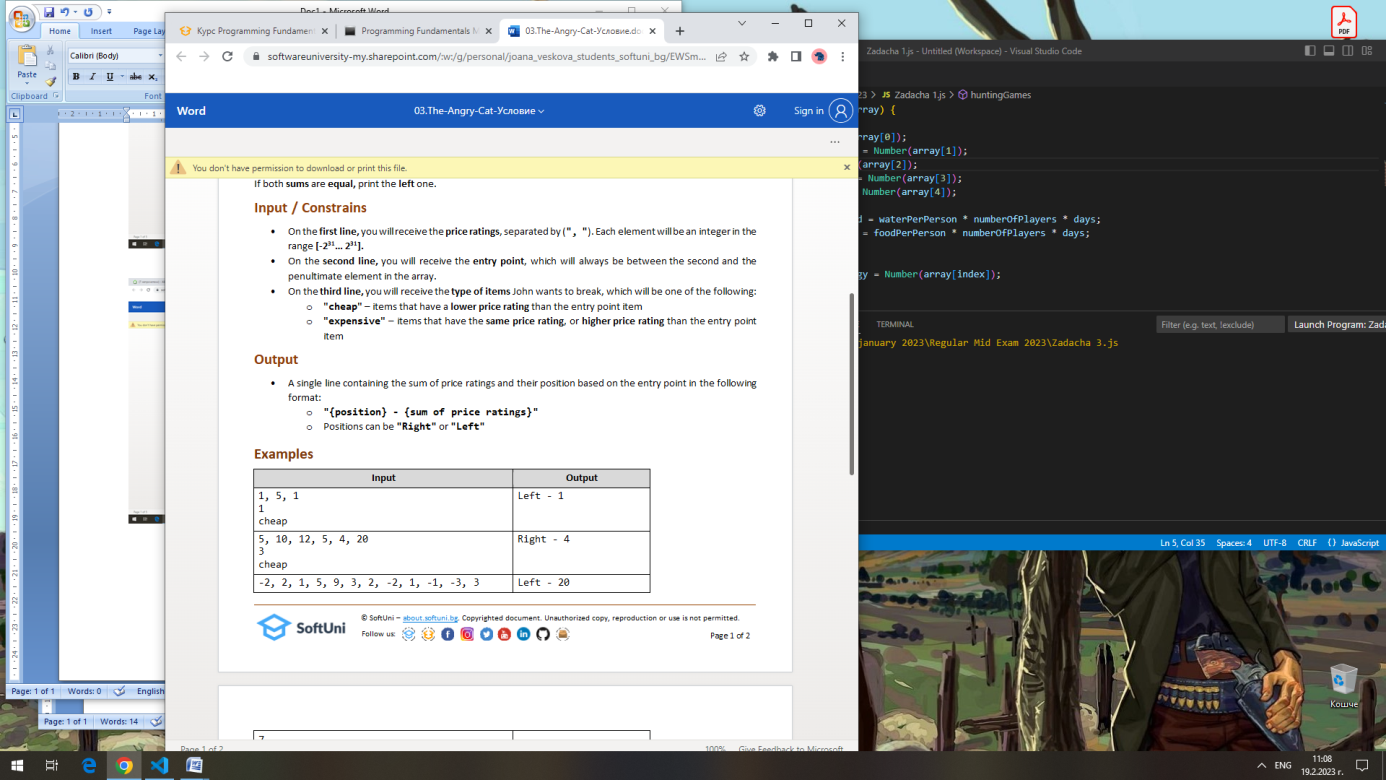 Doc1 - Microsoft Word
Home Insert Page Lay
Paste
Calibri (Body)
B I U abc x₂
Clipboard Font
Page: 1 of 1 Words: 0 English
Page: 1 of 1 Words: 14
Курс Programming Fundament
Programming Fundamentals M
03.The-Angry-Cat-Условие.do
softwareuniversity-my.sharepoint.com/:w:/g/personal/joana_veskova_students_softuni_bg/EWSm...
Word
03.The-Angry-Cat-Условие
Sign in
You don't have permission to download or print this file.
If both sums are equal, print the left one.
Input / Constrains
• On the first line, you will receive the price ratings, separated by (", "). Each element will be an integer in the
range [-2³¹… 2³¹].
• On the second line, you will receive the entry point, which will always be between the second and the
penultimate element in the array.
• On the third line, you will receive the type of items John wants to break, which will be one of the following:
o "cheap" – items that have a lower price rating than the entry point item
o "expensive" – items that have the same price rating, or higher price rating than the entry point
item
Output
• A single line containing the sum of price ratings and their position based on the entry point in the following
format:
o "{position} - {sum of price ratings}"
o Positions can be "Right" or "Left"
Examples
Input Output
1, 5, 1 Left - 1
1
cheap
5, 10, 12, 5, 4, 20 Right - 4
3
cheap
-2, 2, 1, 5, 9, 3, 2, -2, 1, -1, -3, 3 Left - 20
SoftUni
© SoftUni – about.softuni.bg. Copyrighted document. Unauthorized copy, reproduction or use is not permitted.
Follow us:
Page 1 of 2
7
Page 1 of 2 100% Give Feedback to Microsoft
PDF
Zadacha 1.js - Untitled (Workspace) - Visual Studio Code
23 > JS Zadacha 1.js > huntingGames
rray) {
rray[0]);
= Number(array[1]);
(array[2]);
= Number(array[3]);
Number(array[4]);
d = waterPerPerson * numberOfPlayers * days;
= foodPerPerson * numberOfPlayers * days;
gy = Number(array[index]);
TERMINAL
Filter (e.g. text, !exclude)
Launch Program: Zada
january 2023\Regular Mid Exam 2023\Zadacha 3.js
Ln 5, Col 35 Spaces: 4 UTF-8 CRLF {} JavaScript
Кошче
ENG
11:08
19.2.2023 г.